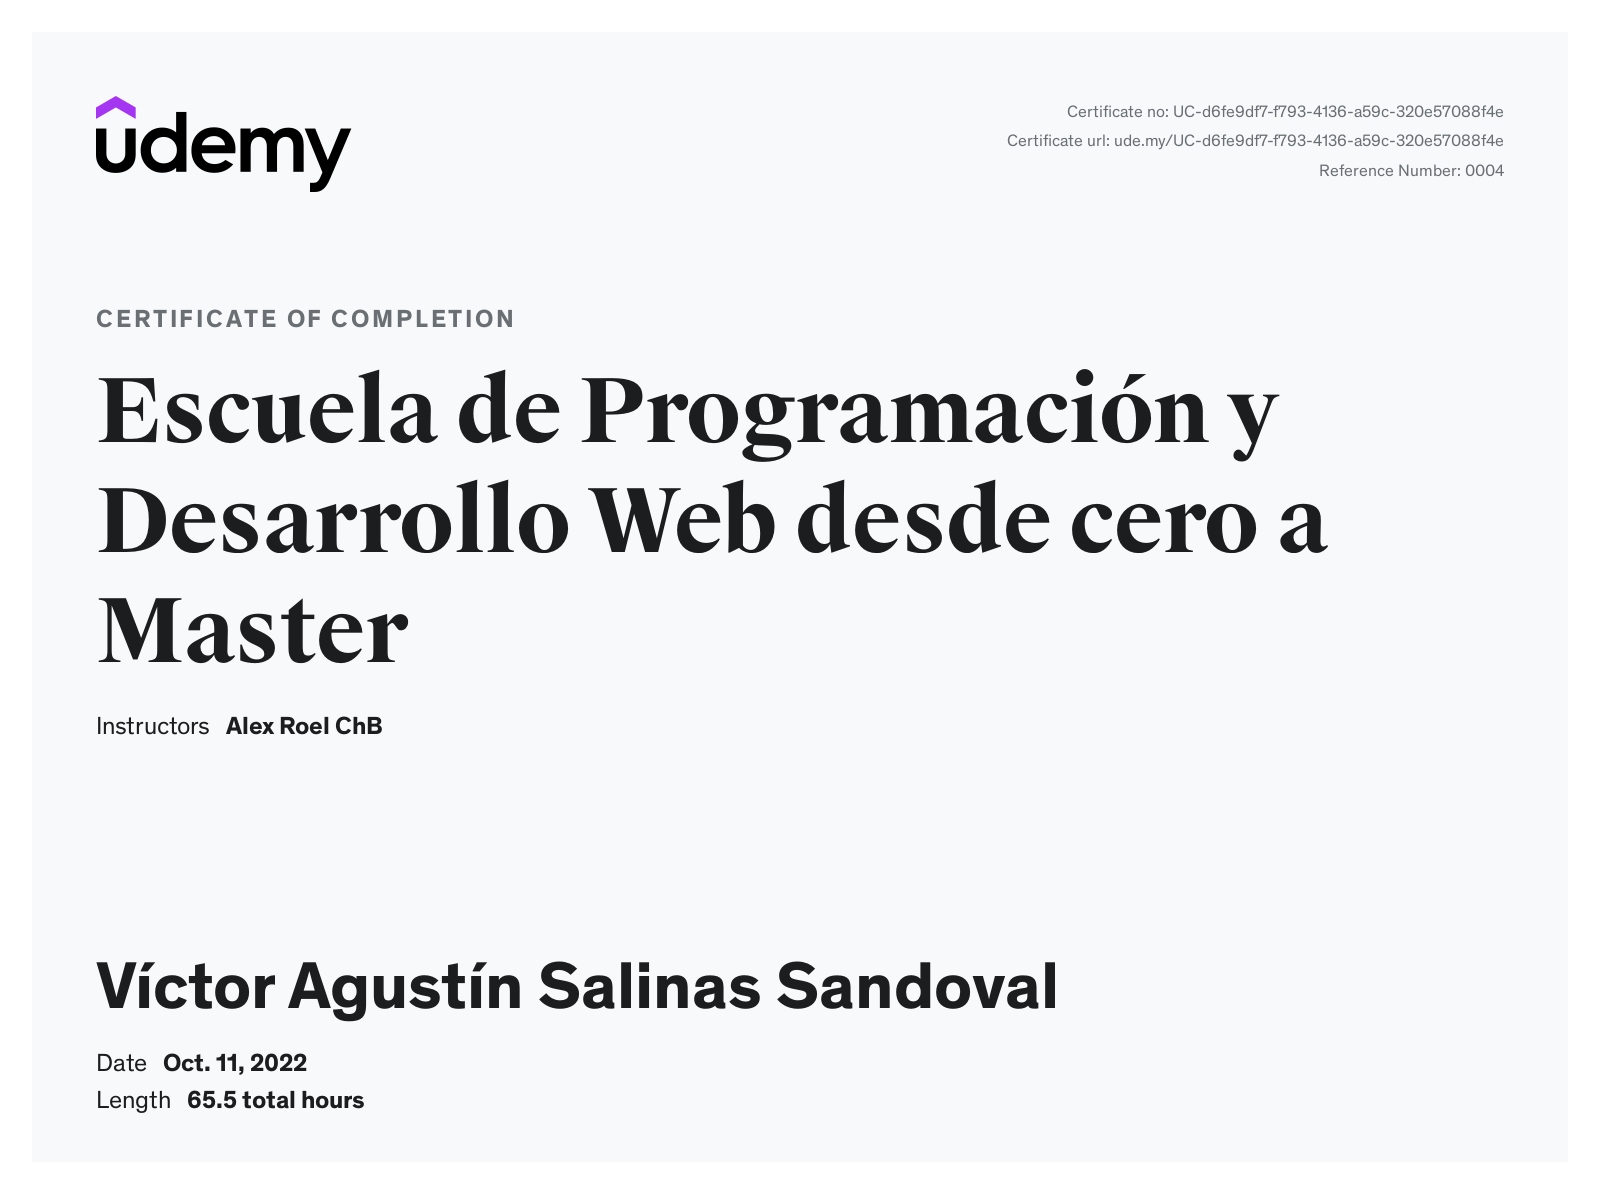 udemy
Certificate no: UC-d6fe9df7-f793-4136-a59c-320e57088f4e
Certificate url: ude.my/UC-d6fe9df7-f793-4136-a59c-320e57088f4e
Reference Number: 0004
CERTIFICATE OF COMPLETION
Escuela de Programación y
Desarrollo Web desde cero a
Master
Instructors Alex Roel ChB
Víctor Agustín Salinas Sandoval
Date Oct. 11, 2022
Length 65.5 total hours